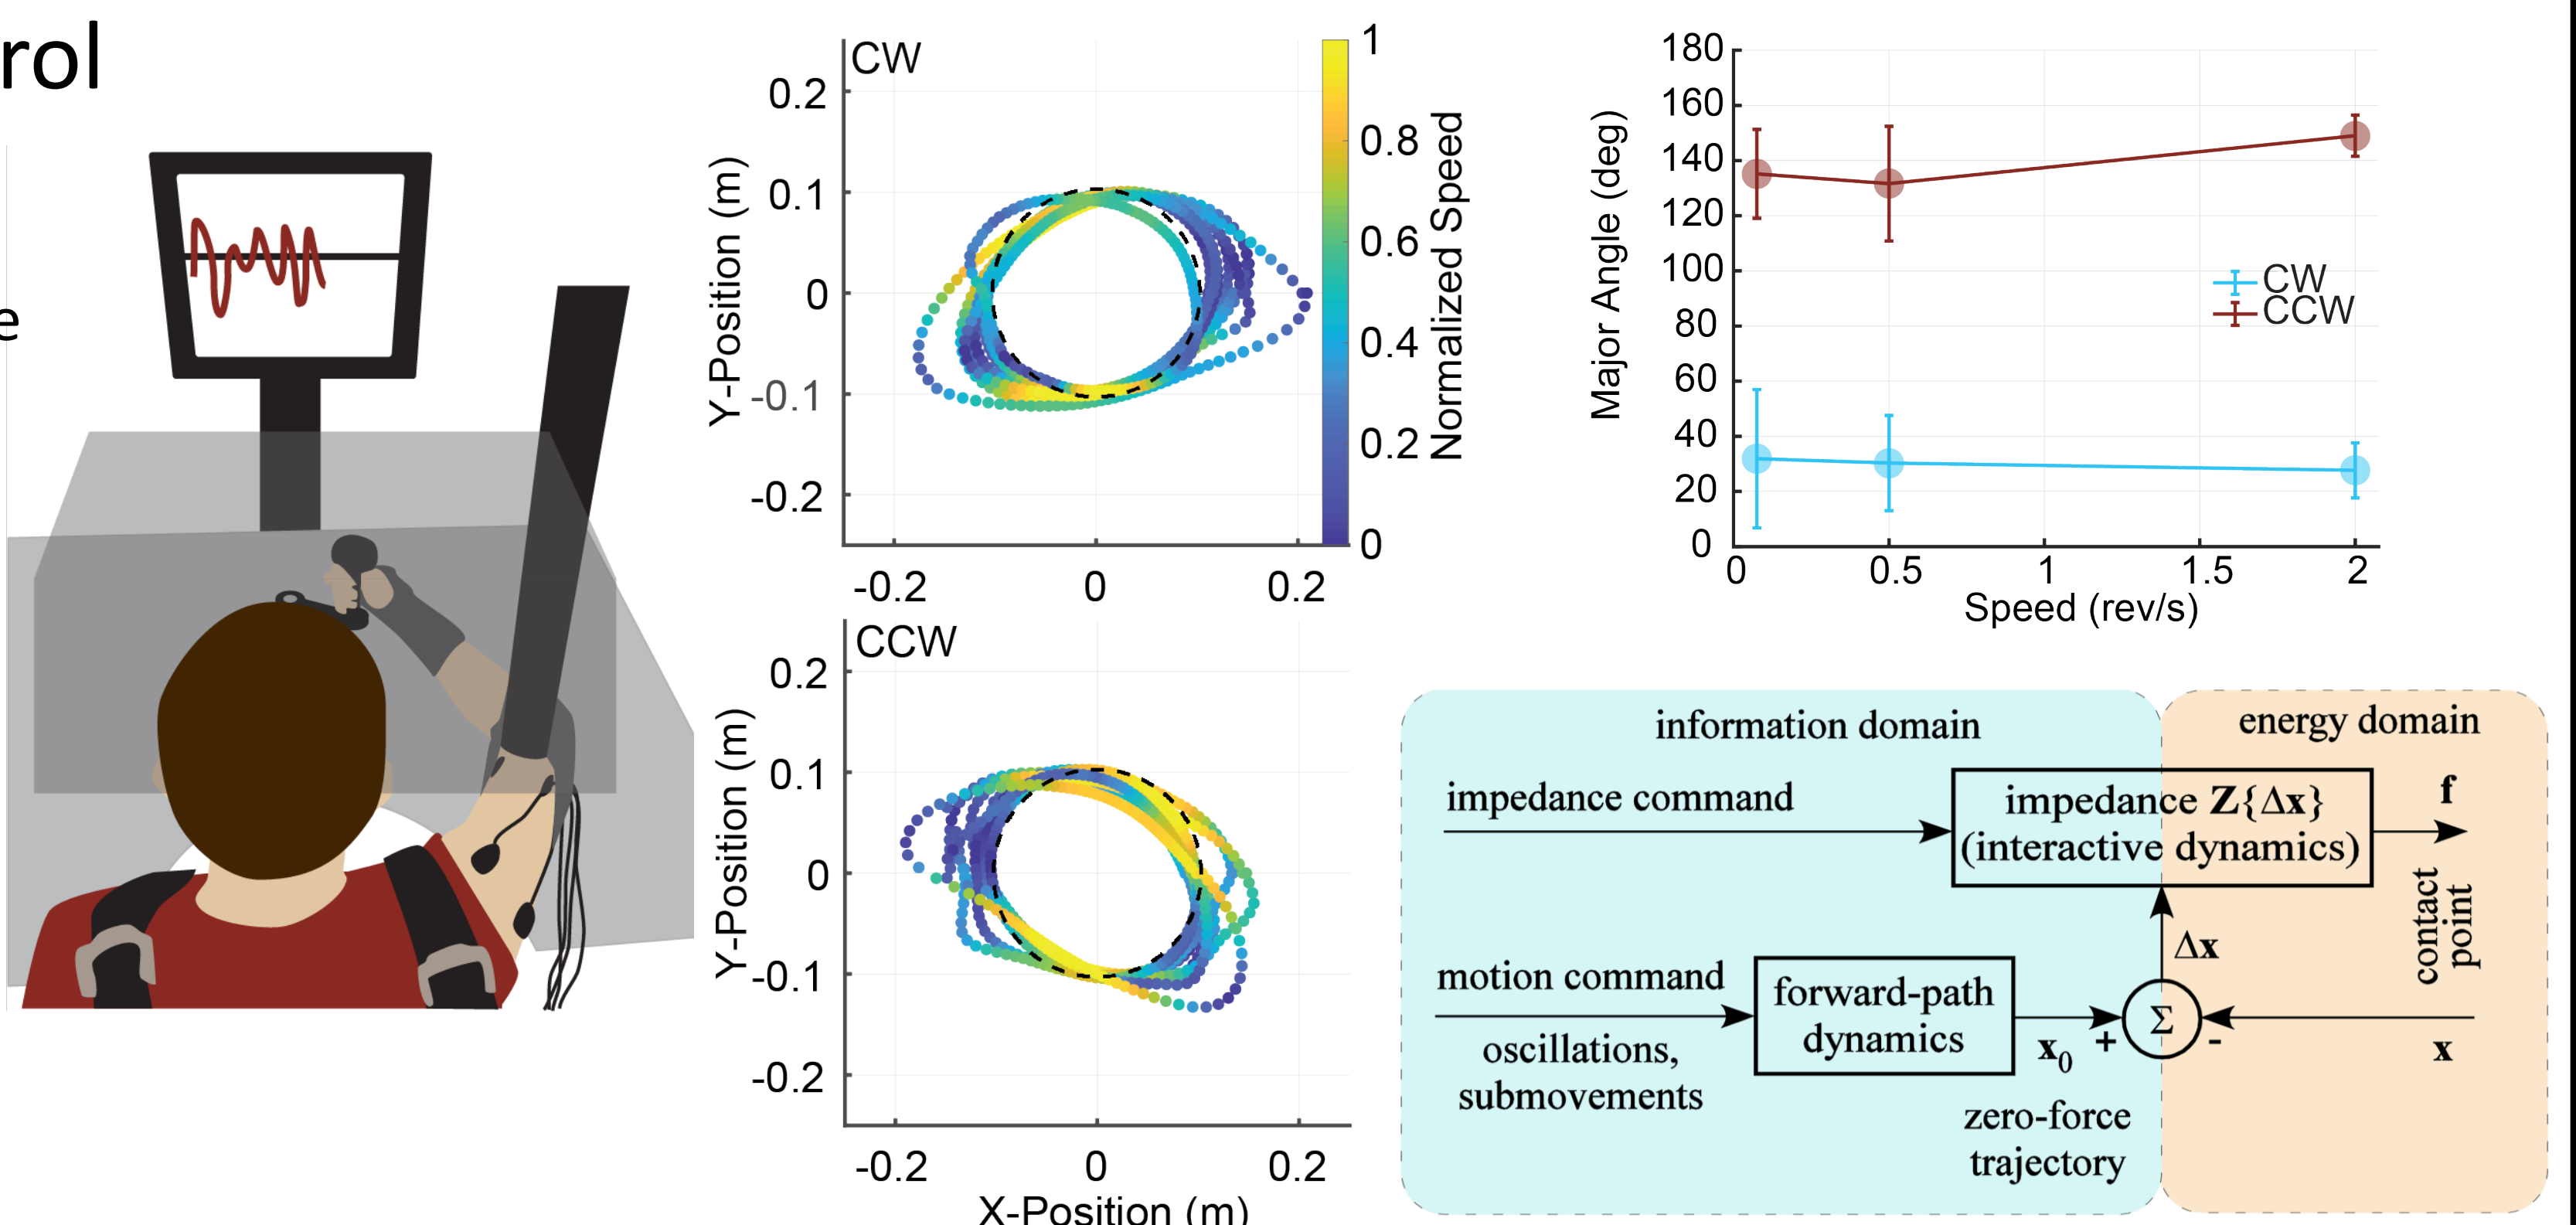 rol
e
CW
0.2
0.1
0
-0.1
-0.2
Y-Position (m)
-0.2
0
0.2
1
0.8
0.6
0.4
0.2
0
Normalized Speed
CCW
0.2
0.1
0
-0.1
-0.2
Y-Position (m)
-0.2
0
0.2
X-Position (m)
180
160
140
120
100
80
60
40
20
0
Major Angle (deg)
CW
CCW
0
0.5
1
1.5
2
Speed (rev/s)
information domain
energy domain
impedance command
impedance Z{Δx}
(interactive dynamics)
f
contact
point
Δx
motion command
forward-path
dynamics
oscillations,
submovements
x₀
+
Σ
-
x
zero-force
trajectory